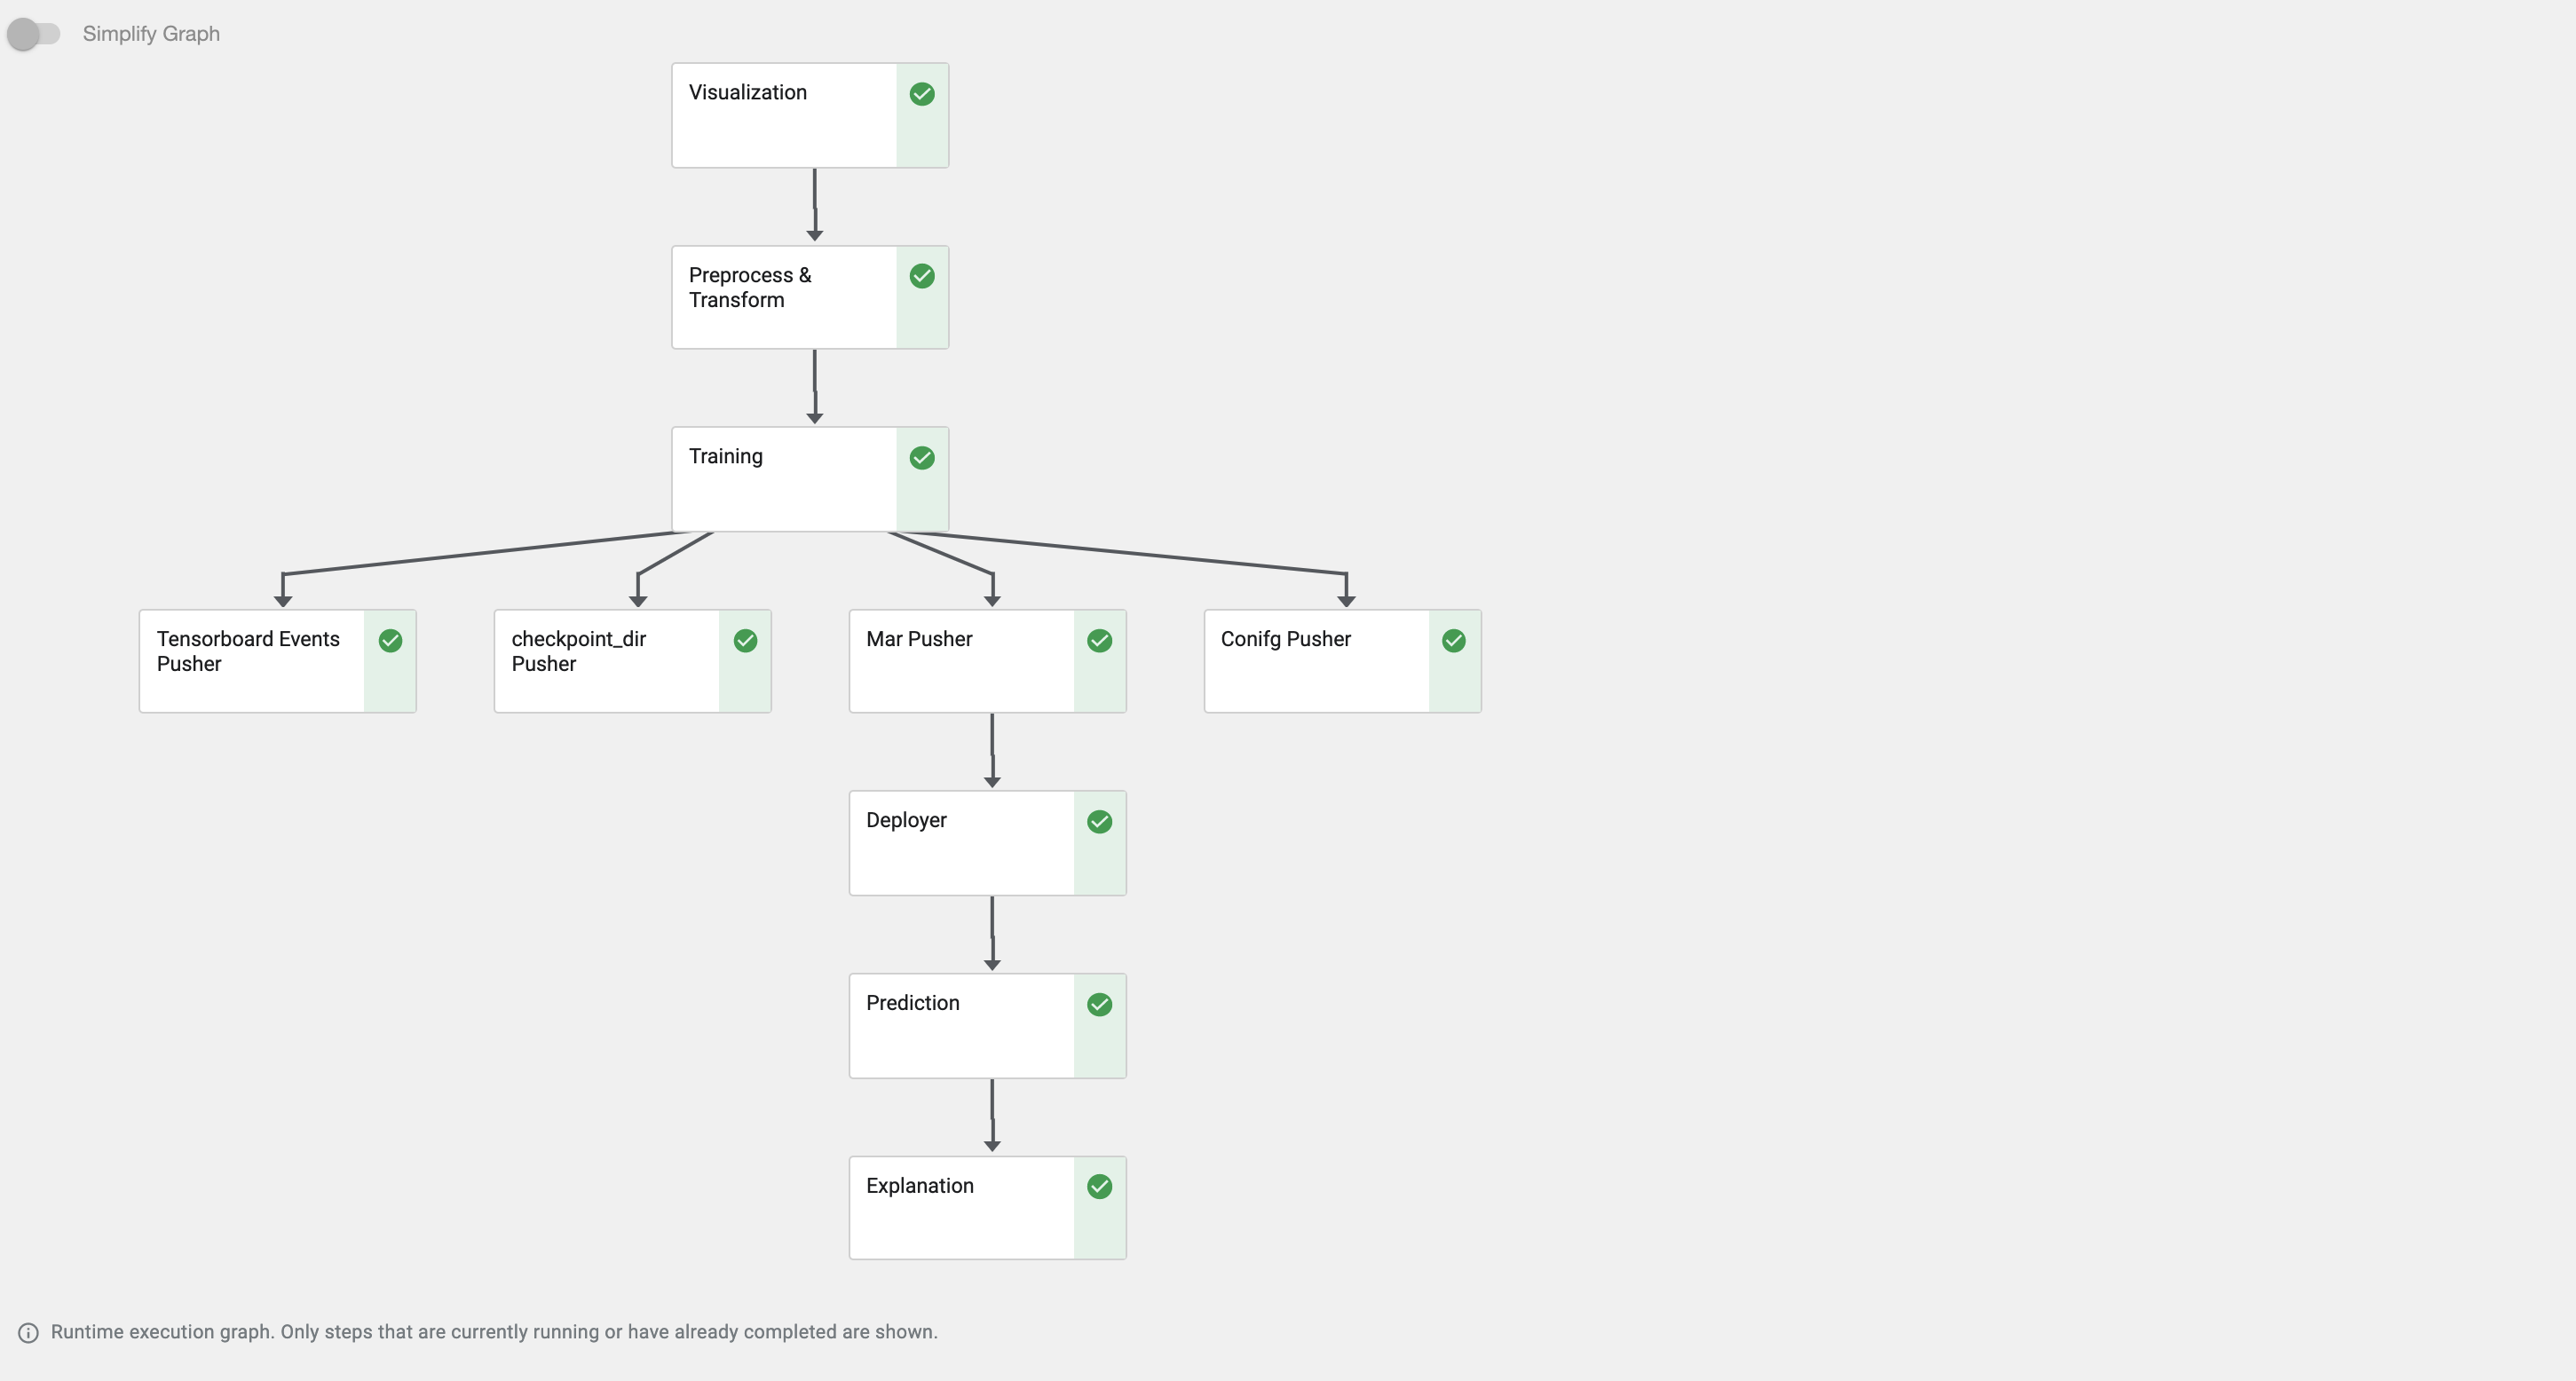 Simplify Graph
Visualization
Preprocess &
Transform
Training
Tensorboard Events
Pusher
checkpoint_dir
Pusher
Mar Pusher
Conifg Pusher
Deployer
Prediction
Explanation
Runtime execution graph. Only steps that are currently running or have already completed are shown.